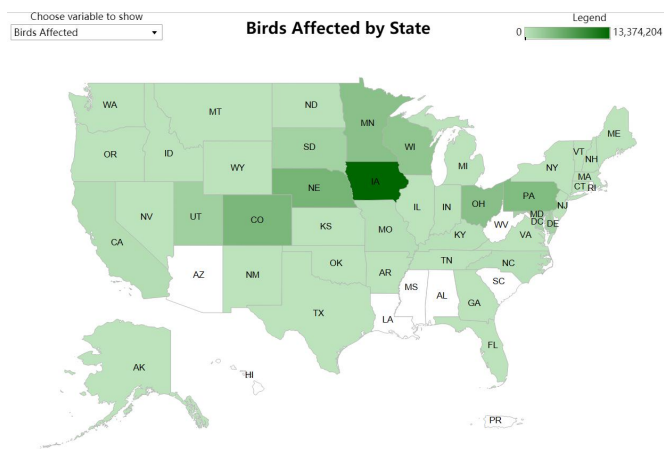 Choose variable to show
Birds Affected
Birds Affected by State
Legend
0 13,374,204
WA
MT
ND
MN
ME
OR
ID
SD
WI
VT
NH
WY
MI
NY
MA
CT RI
NE
IA
PA
NV
UT
CO
IL
IN
OH
NJ
MD
DC DE
WV
CA
KS
MO
KY
VA
AZ
NM
OK
AR
TN
NC
MS
AL
SC
GA
TX
LA
FL
AK
HI
PR